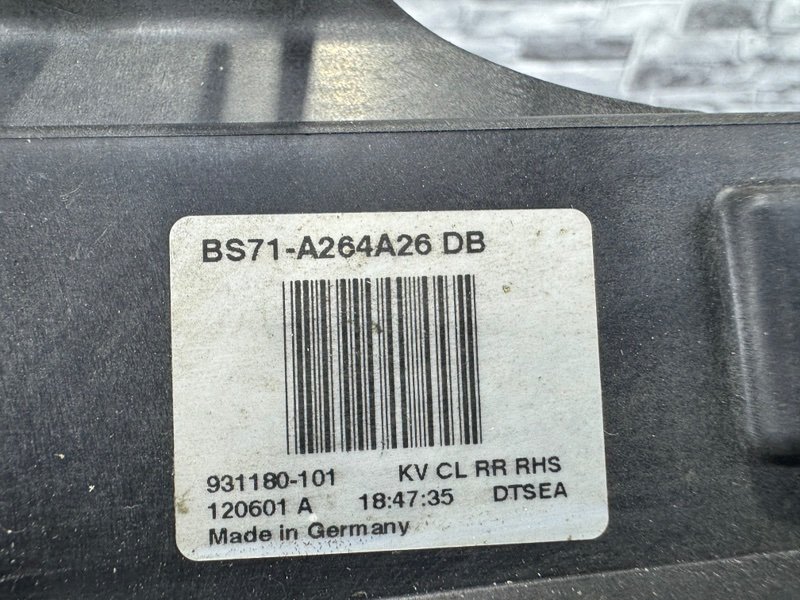 BS71-A264A26 DB
931180-101 KV CL RR RHS
120601 A 18:47:35 DTSEA
Made in Germany